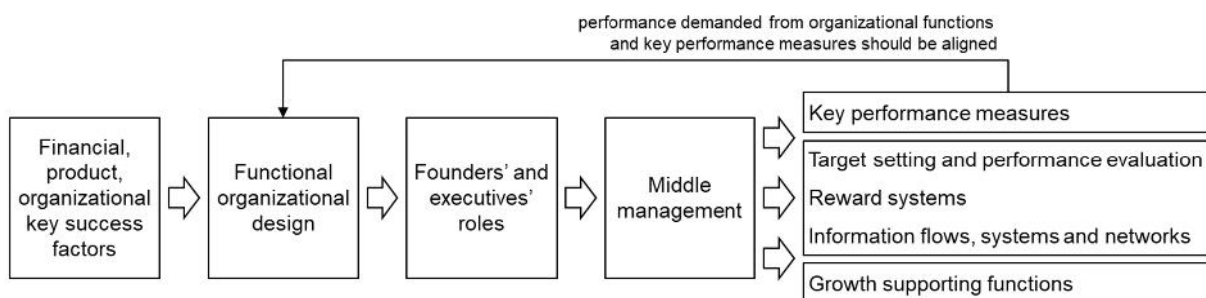 performance demanded from organizational functions
and key performance measures should be aligned
Financial,
product,
organizational
key success
factors
Functional
organizational
design
Founders’ and
executives’
roles
Middle
management
Key performance measures
Target setting and performance evaluation
Reward systems
Information flows, systems and networks
Growth supporting functions